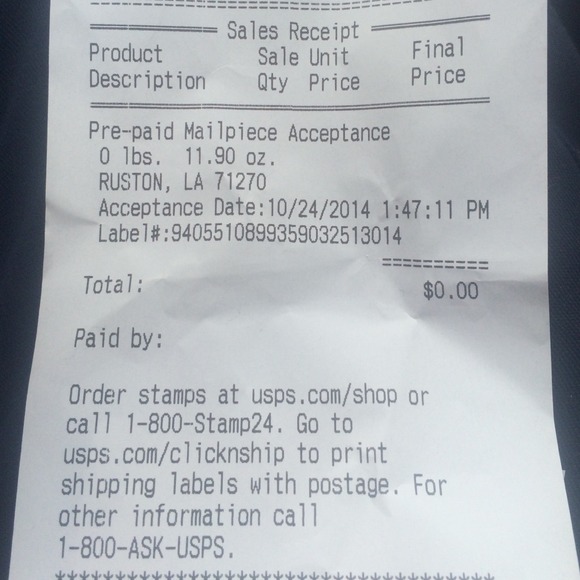 Sales Receipt
Product Sale Unit Final
Description Qty Price Price
Pre-paid Mailpiece Acceptance
0 lbs. 11.90 oz.
RUSTON, LA 71270
Acceptance Date:10/24/2014 1:47:11 PM
Label#:9405510899359032513014
==========
Total: $0.00
Paid by:
Order stamps at usps.com/shop or
call 1-800-Stamp24. Go to
usps.com/clicknship to print
shipping labels with postage. For
other information call
1-800-ASK-USPS.